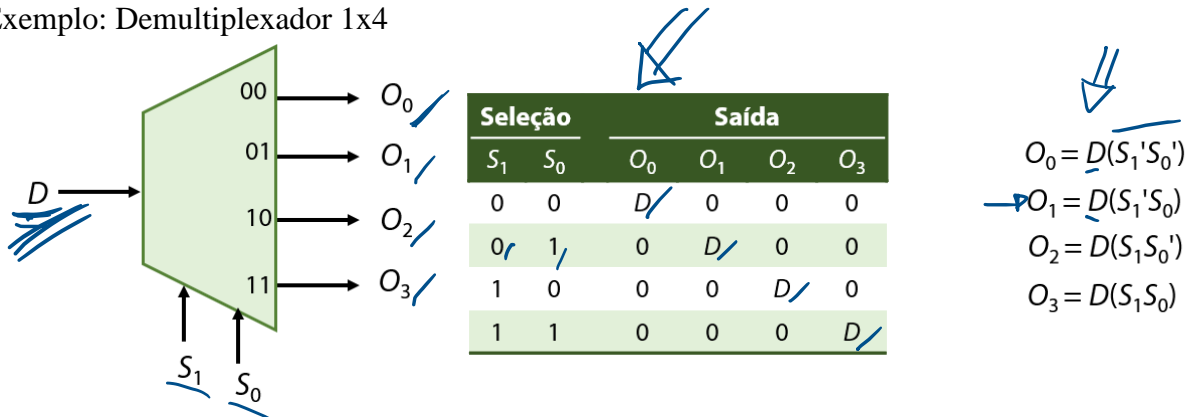 Exemplo: Demultiplexador 1x4
00 O0
01 O1
D
10 O2
11 O3
S1 S0
Seleção Saída
S1 S0 O0 O1 O2 O3
0 0 D 0 0 0
0 1 0 D 0 0
1 0 0 0 D 0
1 1 0 0 0 D
O0 = D(S1'S0')
O1 = D(S1'S0)
O2 = D(S1S0')
O3 = D(S1S0)